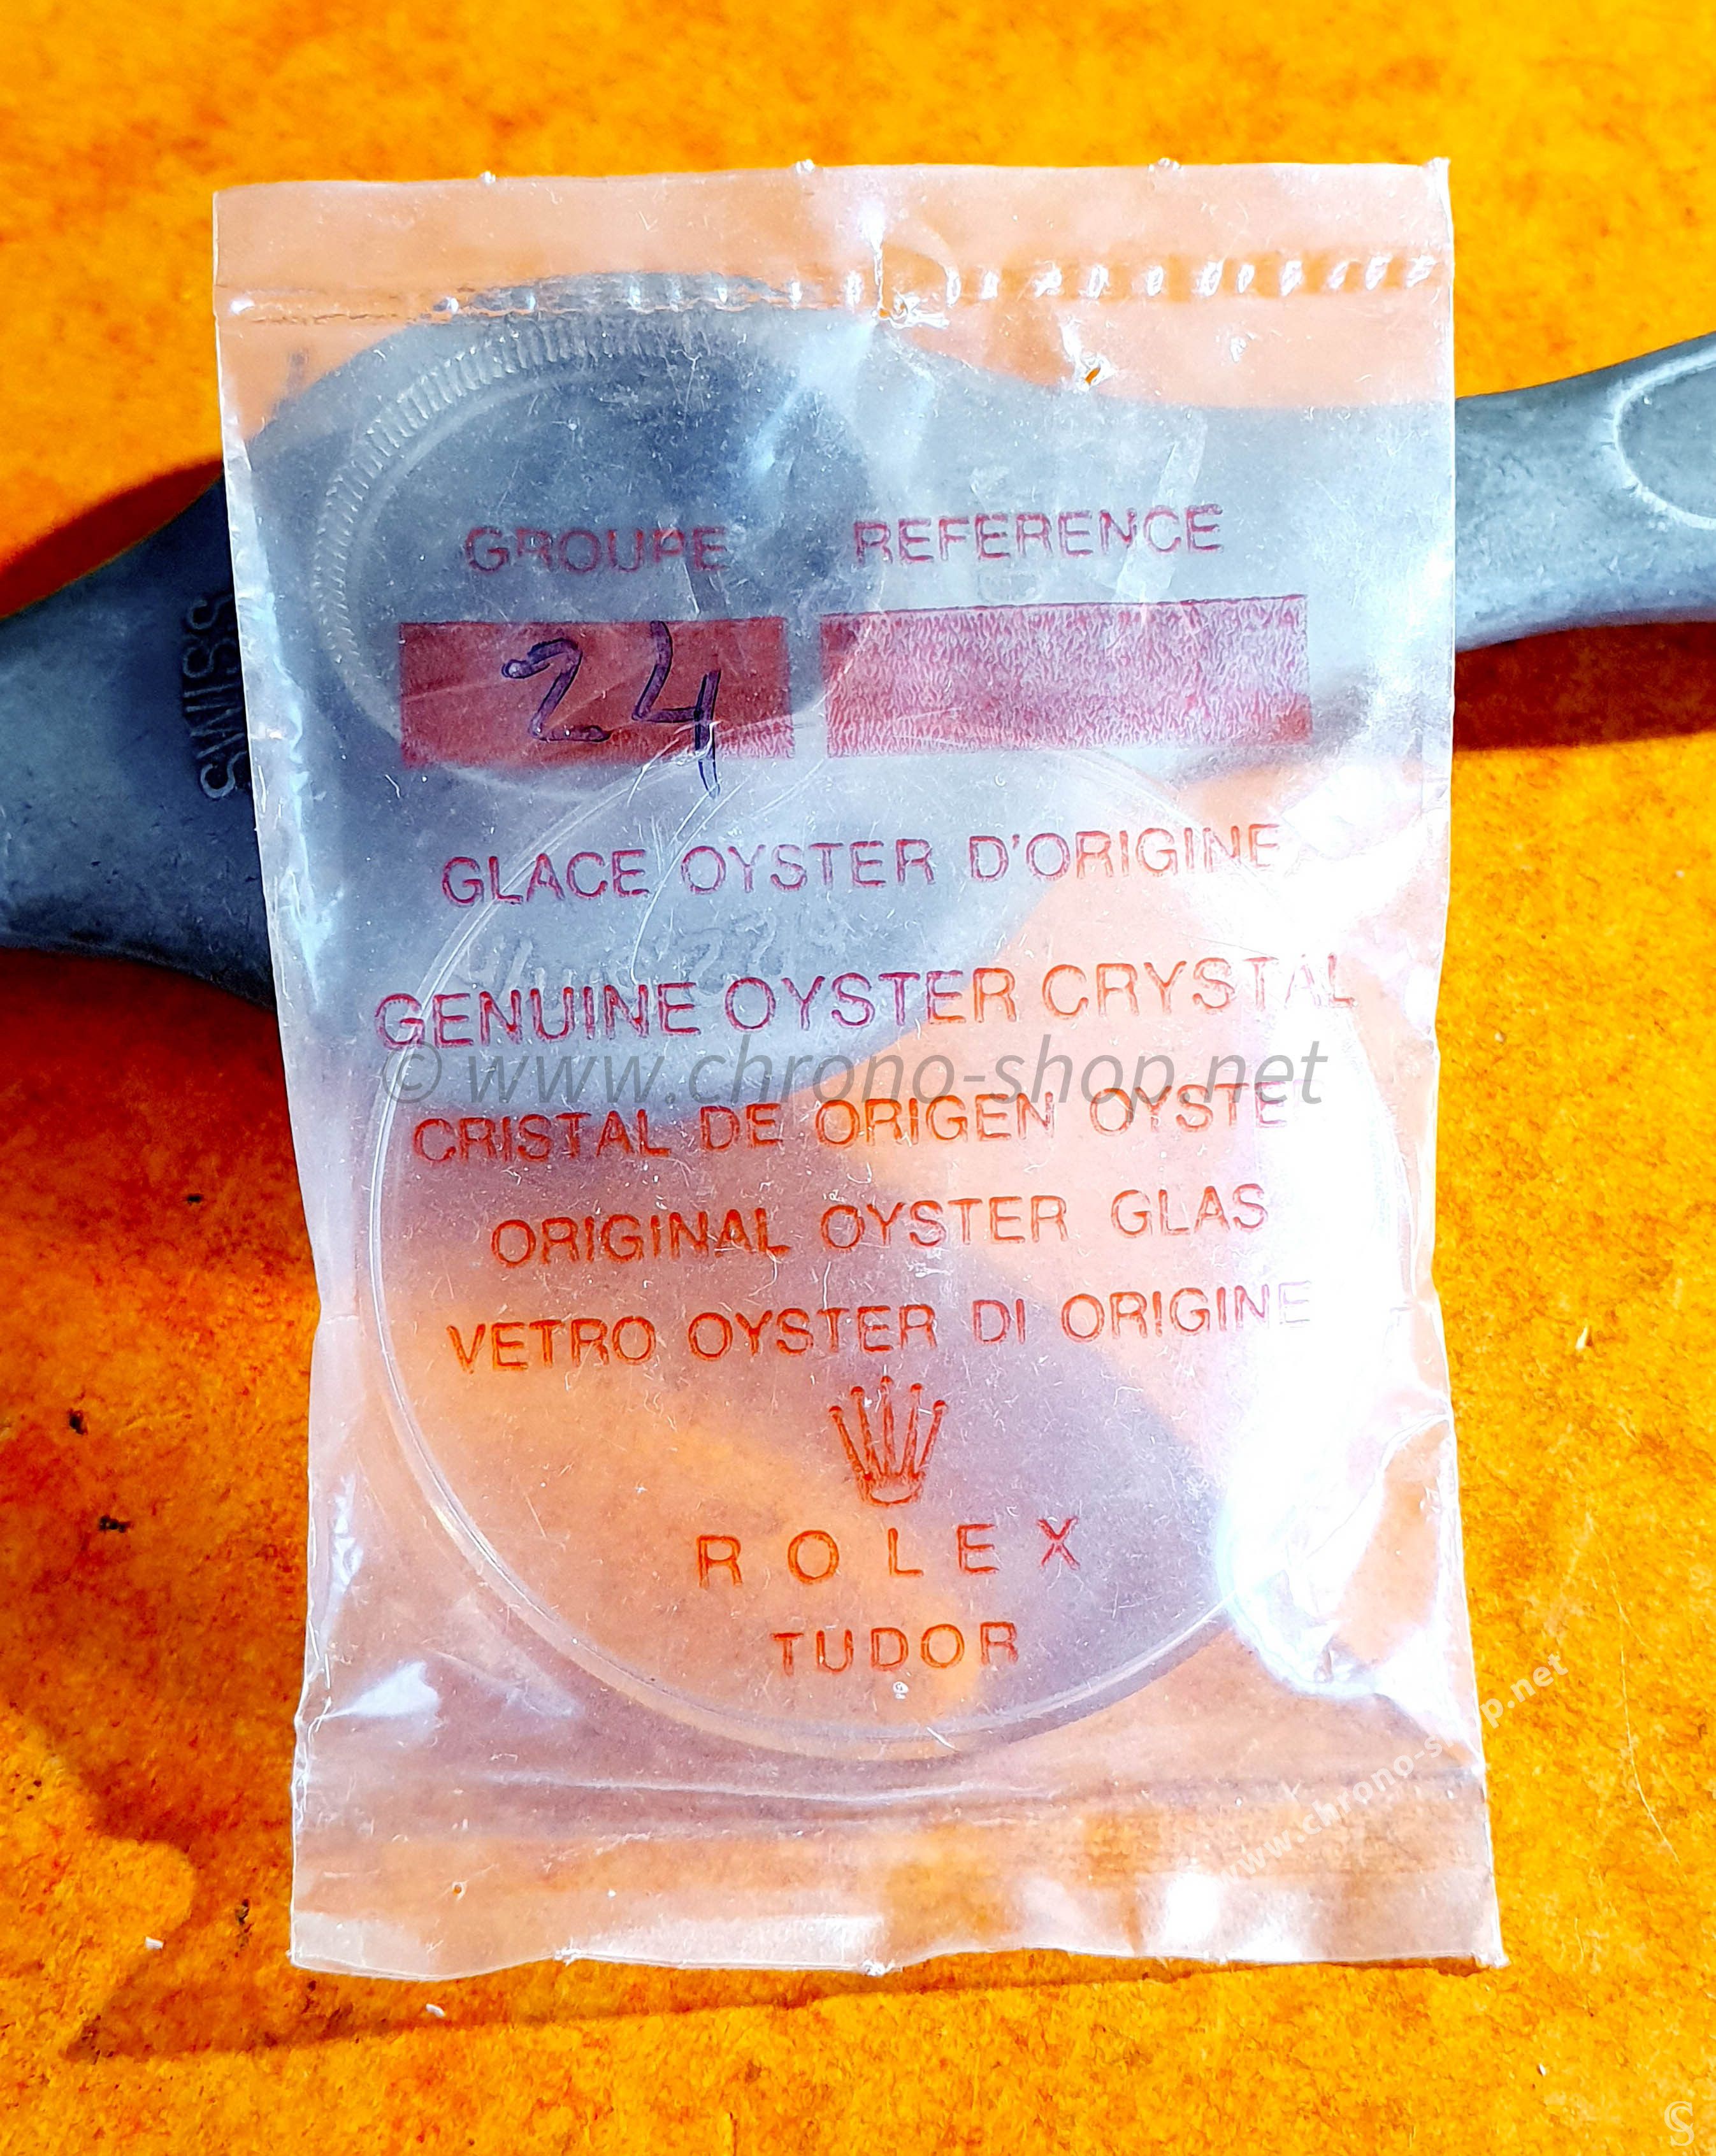 GROUPE REFERENCE
24
SWISS
GLACE OYSTER D'ORIGINE
GENUINE OYSTER CRYSTAL
© www.chrono-shop.net
CRISTAL DE ORIGEN OYSTER
ORIGINAL OYSTER GLAS
VETRO OYSTER DI ORIGINE
ROLEX
TUDOR
www.chrono-shop.net